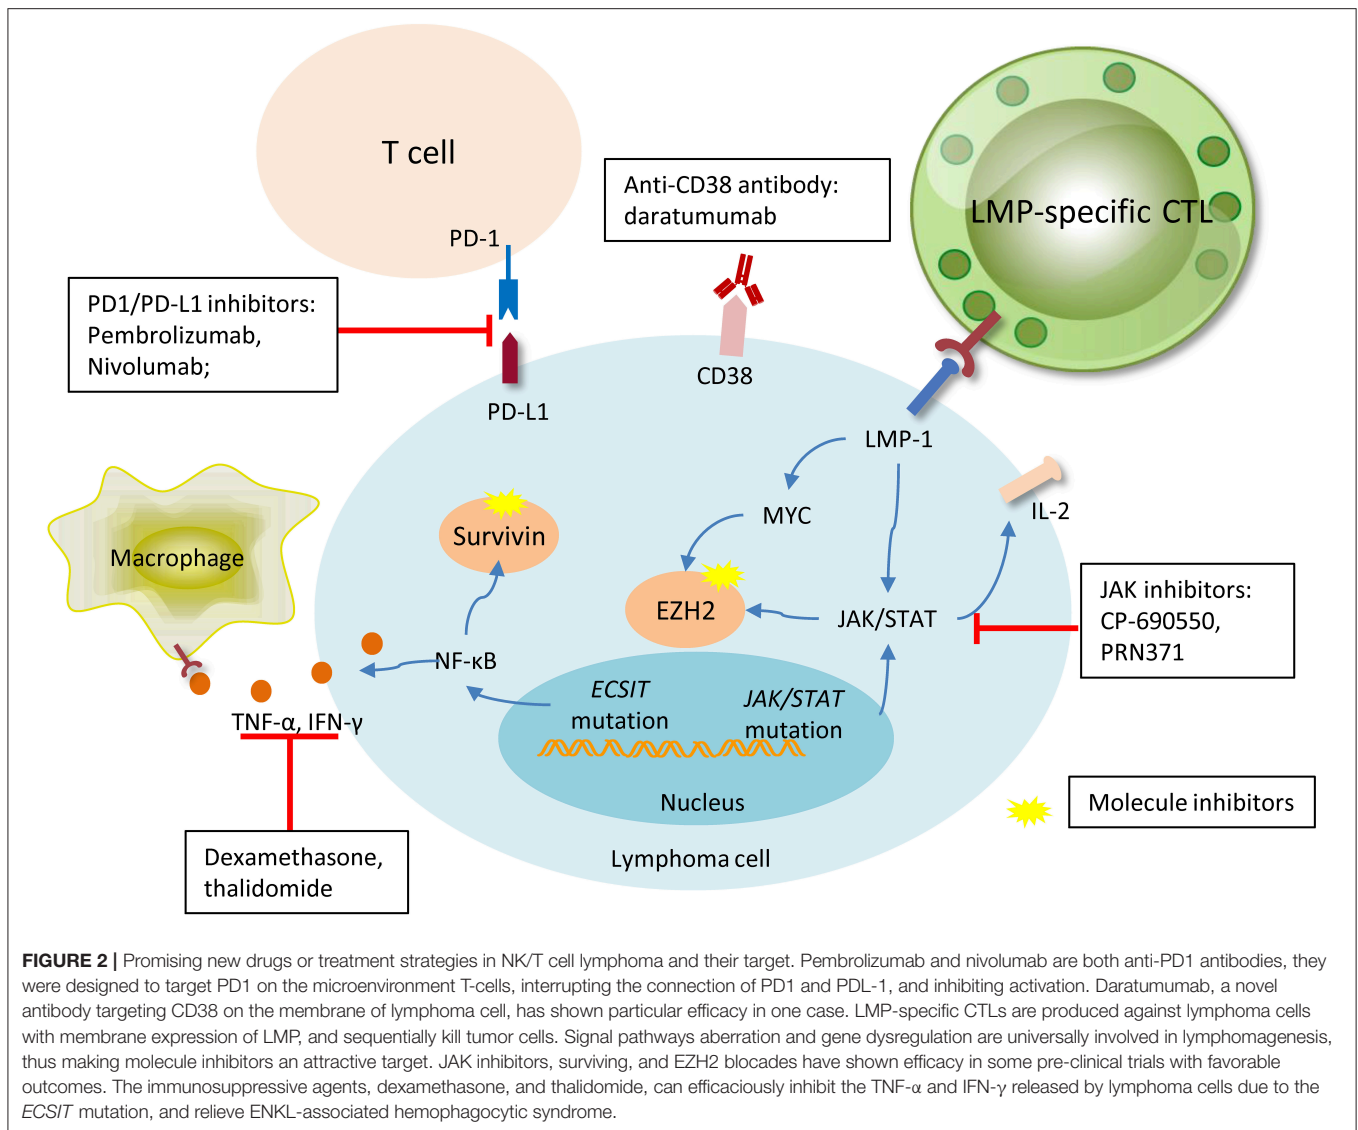 T cell
PD-1
PD1/PD-L1 inhibitors:
Pembrolizumab,
Nivolumab;
PD-L1
Anti-CD38 antibody:
daratumumab
CD38
LMP-specific CTL
LMP-1
MYC
IL-2
Survivin
EZH2
JAK/STAT
JAK inhibitors:
CP-690550,
PRN371
Macrophage
NF-κB
TNF-α, IFN-γ
ECSIT
mutation
JAK/STAT
mutation
Nucleus
Lymphoma cell
Dexamethasone,
thalidomide
Molecule inhibitors
FIGURE 2 | Promising new drugs or treatment strategies in NK/T cell lymphoma and their target. Pembrolizumab and nivolumab are both anti-PD1 antibodies, they
were designed to target PD1 on the microenvironment T-cells, interrupting the connection of PD1 and PDL-1, and inhibiting activation. Daratumumab, a novel
antibody targeting CD38 on the membrane of lymphoma cell, has shown particular efficacy in one case. LMP-specific CTLs are produced against lymphoma cells
with membrane expression of LMP, and sequentially kill tumor cells. Signal pathways aberration and gene dysregulation are universally involved in lymphomagenesis,
thus making molecule inhibitors an attractive target. JAK inhibitors, surviving, and EZH2 blocades have shown efficacy in some pre-clinical trials with favorable
outcomes. The immunosuppressive agents, dexamethasone, and thalidomide, can efficaciously inhibit the TNF-α and IFN-γ released by lymphoma cells due to the
ECSIT mutation, and relieve ENKL-associated hemophagocytic syndrome.